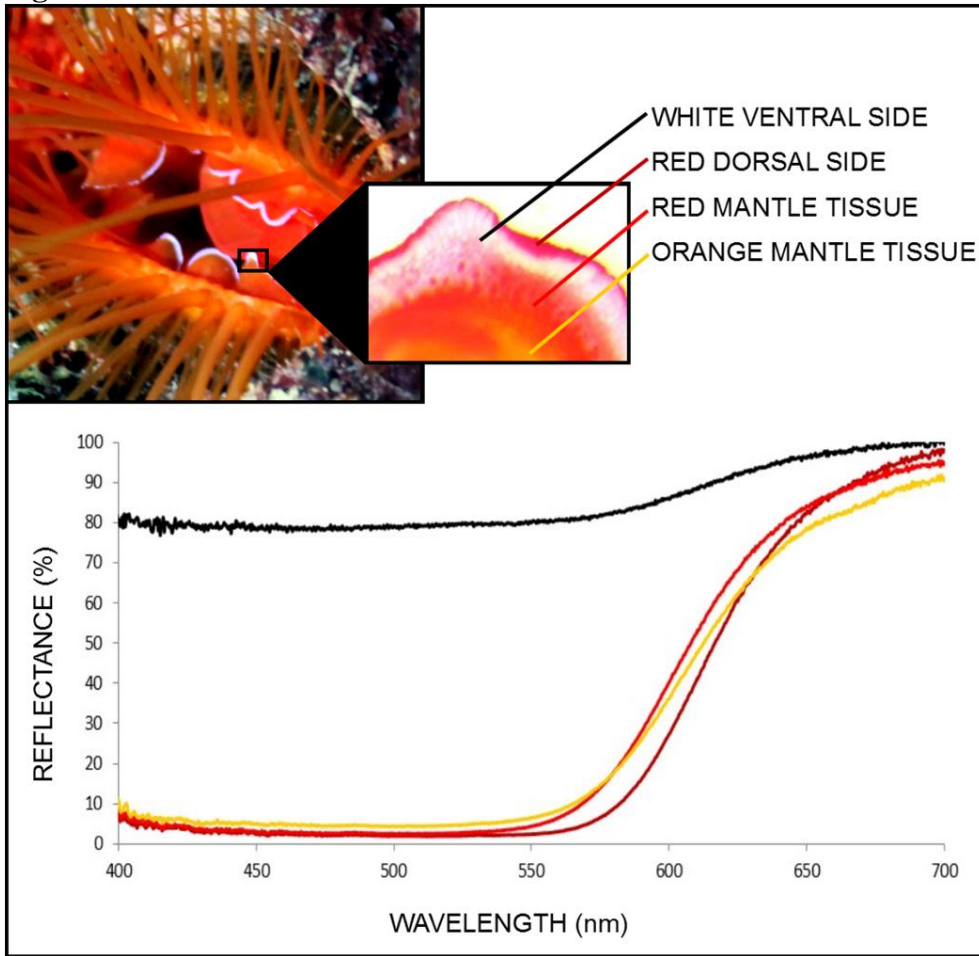 WHITE VENTRAL SIDE
RED DORSAL SIDE
RED MANTLE TISSUE
ORANGE MANTLE TISSUE
100
90
80
70
60
50
40
30
20
10
0
REFLECTANCE (%)
400 450 500 550 600 650 700
WAVELENGTH (nm)